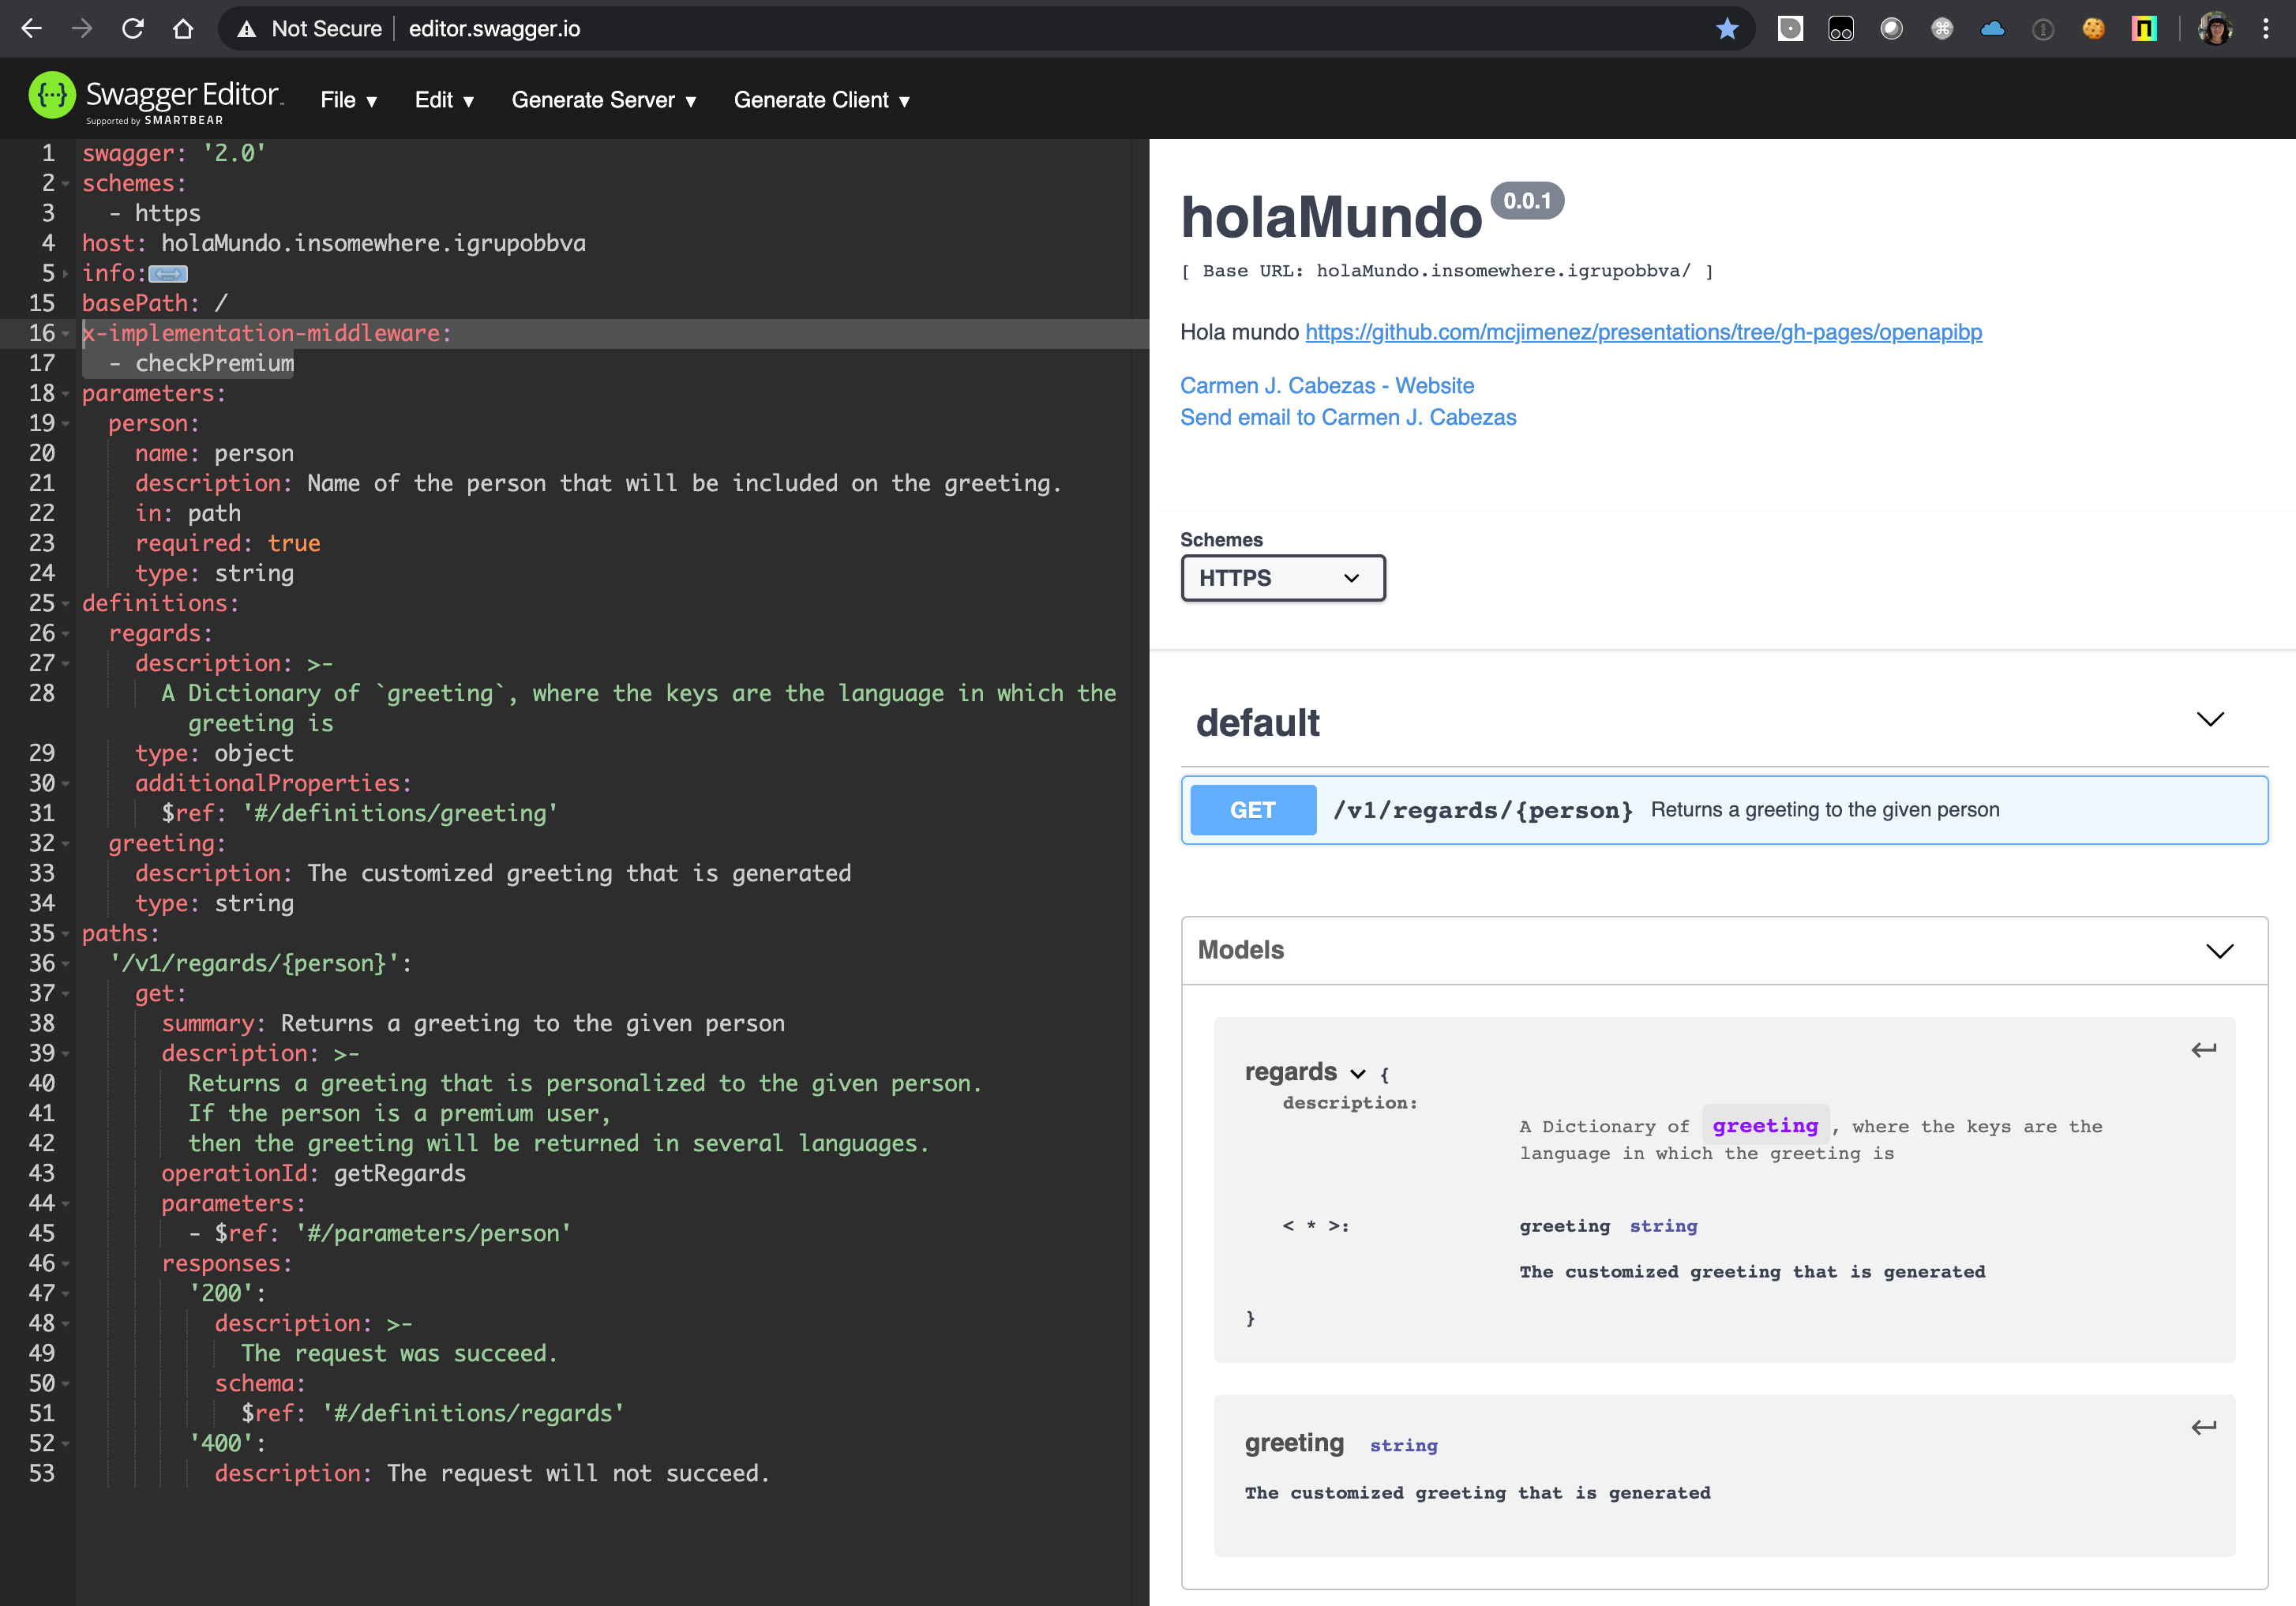 Not Secure | editor.swagger.io
Swagger Editor
Supported by SMARTBEAR
File ▾ Edit ▾ Generate Server ▾ Generate Client ▾
1 swagger: '2.0'
2 schemes:
3   - https
4 host: holaMundo.insomewhere.igrupobbva
5 info:
15 basePath: /
16 x-implementation-middleware:
17   - checkPremium
18 parameters:
19   person:
20     name: person
21     description: Name of the person that will be included on the greeting.
22     in: path
23     required: true
24     type: string
25 definitions:
26   regards:
27     description: >-
28       A Dictionary of `greeting`, where the keys are the language in which the
greeting is
29     type: object
30     additionalProperties:
31       $ref: '#/definitions/greeting'
32   greeting:
33     description: The customized greeting that is generated
34     type: string
35 paths:
36   '/v1/regards/{person}':
37     get:
38       summary: Returns a greeting to the given person
39       description: >-
40         Returns a greeting that is personalized to the given person.
41         If the person is a premium user,
42         then the greeting will be returned in several languages.
43       operationId: getRegards
44       parameters:
45         - $ref: '#/parameters/person'
46       responses:
47         '200':
48           description: >-
49             The request was succeed.
50           schema:
51             $ref: '#/definitions/regards'
52         '400':
53           description: The request will not succeed.
holaMundo 0.0.1
[ Base URL: holaMundo.insomewhere.igrupobbva/ ]
Hola mundo https://github.com/mcjimenez/presentations/tree/gh-pages/openapibp
Carmen J. Cabezas - Website
Send email to Carmen J. Cabezas
Schemes
HTTPS
default
GET /v1/regards/{person} Returns a greeting to the given person
Models
regards {
description:
A Dictionary of greeting , where the keys are the
language in which the greeting is
< * >: greeting string
The customized greeting that is generated
}
greeting string
The customized greeting that is generated